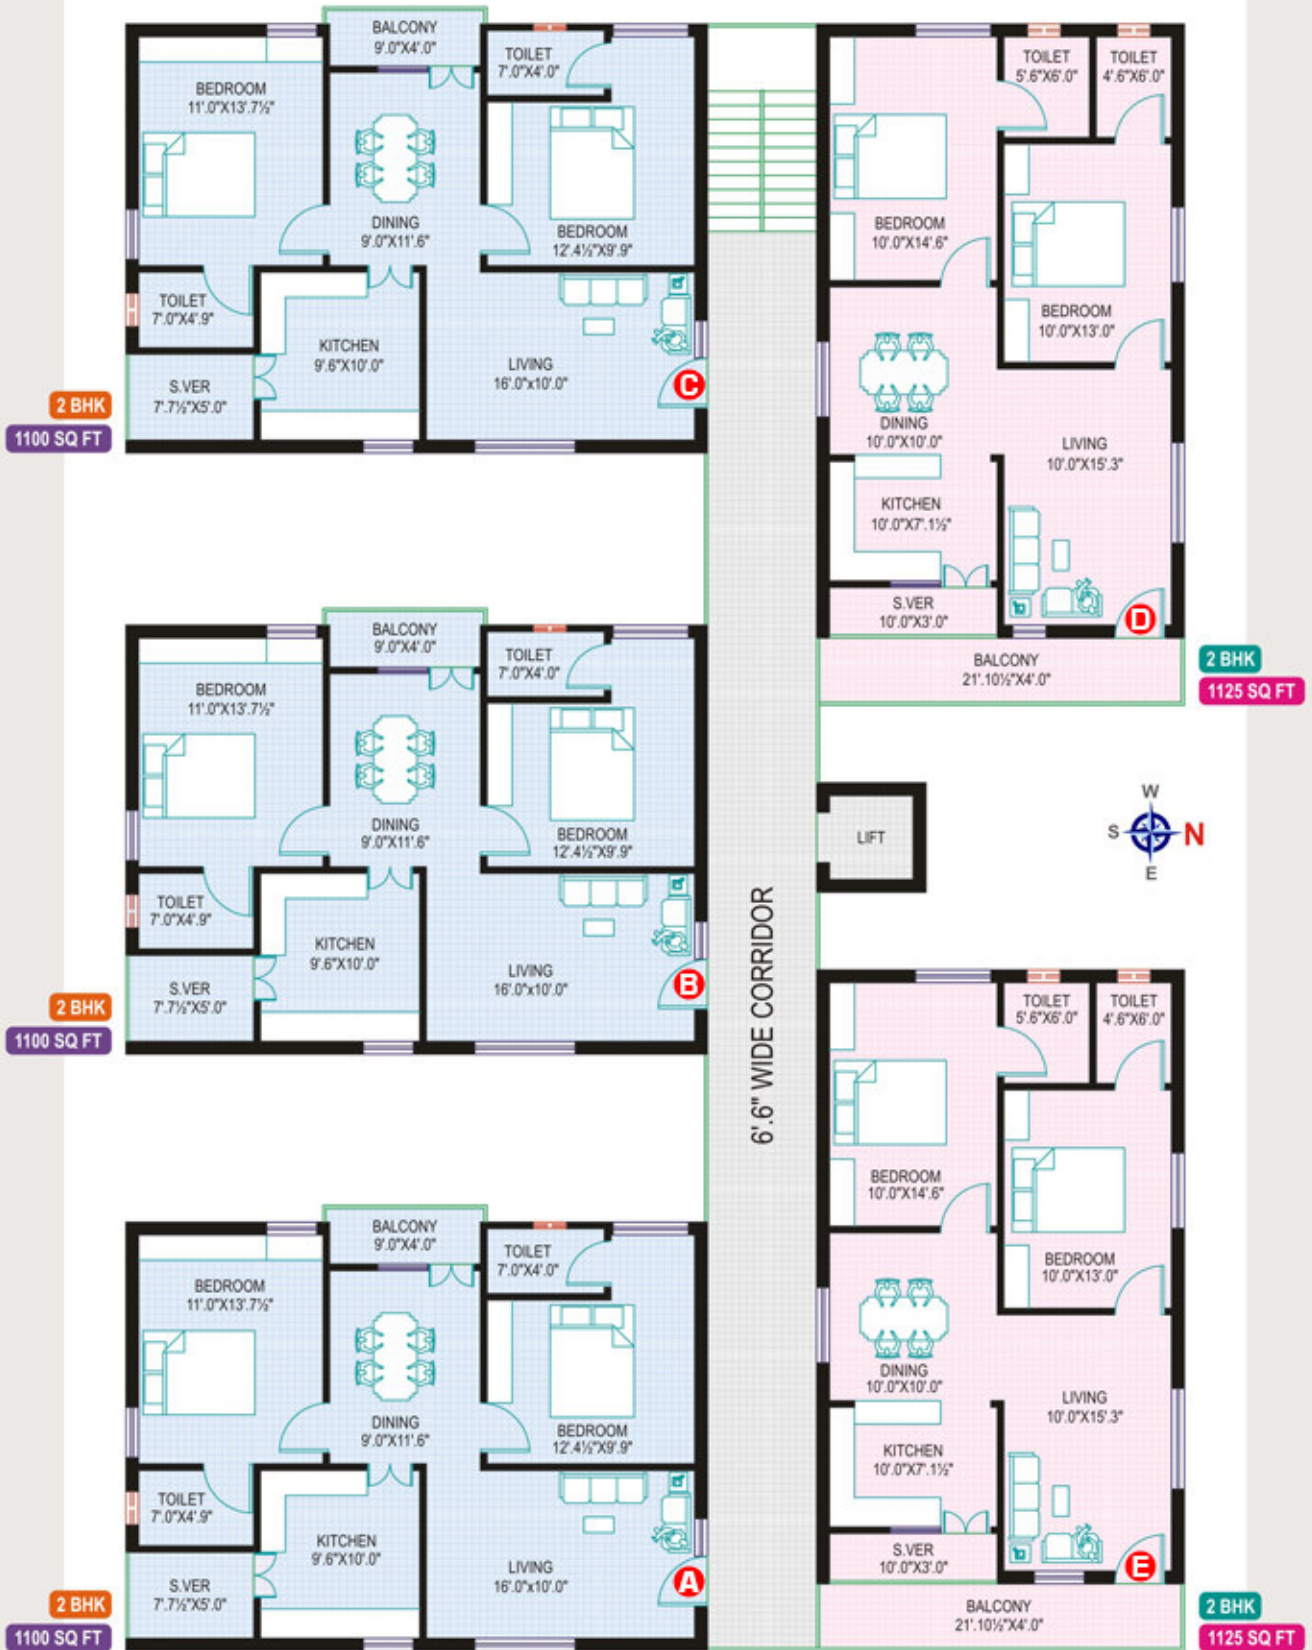 BALCONY
9'.0"X4'.0"
TOILET
7'.0"X4'.0"
BEDROOM
11'.0"X13'.7½"
DINING
9'.0"X11'.6"
BEDROOM
12'.4½"X9'.9"
TOILET
7'.0"X4'.9"
KITCHEN
9'.6"X10'.0"
LIVING
16'.0"x10'.0"
S.VER
7'.7½"X5'.0"
C
2 BHK
1100 SQ FT
TOILET
5'.6"X6'.0"
TOILET
4'.6"X6'.0"
BEDROOM
10'.0"X14'.6"
BEDROOM
10'.0"X13'.0"
DINING
10'.0"X10'.0"
LIVING
10'.0"X15'.3"
KITCHEN
10'.0"X7'.1½"
S.VER
10'.0"X3'.0"
D
BALCONY
21'.10½"X4'.0"
2 BHK
1125 SQ FT
BALCONY
9'.0"X4'.0"
TOILET
7'.0"X4'.0"
BEDROOM
11'.0"X13'.7½"
DINING
9'.0"X11'.6"
BEDROOM
12'.4½"X9'.9"
TOILET
7'.0"X4'.9"
KITCHEN
9'.6"X10'.0"
LIVING
16'.0"x10'.0"
S.VER
7'.7½"X5'.0"
B
2 BHK
1100 SQ FT
LIFT
W
S N
E
6'.6" WIDE CORRIDOR
TOILET
5'.6"X6'.0"
TOILET
4'.6"X6'.0"
BEDROOM
10'.0"X14'.6"
BEDROOM
10'.0"X13'.0"
DINING
10'.0"X10'.0"
LIVING
10'.0"X15'.3"
KITCHEN
10'.0"X7'.1½"
S.VER
10'.0"X3'.0"
E
BALCONY
21'.10½"X4'.0"
2 BHK
1125 SQ FT
BALCONY
9'.0"X4'.0"
TOILET
7'.0"X4'.0"
BEDROOM
11'.0"X13'.7½"
DINING
9'.0"X11'.6"
BEDROOM
12'.4½"X9'.9"
TOILET
7'.0"X4'.9"
KITCHEN
9'.6"X10'.0"
LIVING
16'.0"x10'.0"
S.VER
7'.7½"X5'.0"
A
2 BHK
1100 SQ FT